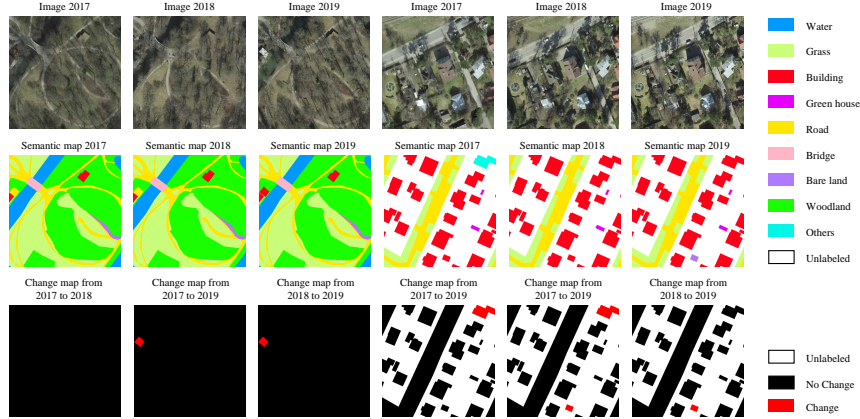 Image 2017
Image 2018
Image 2019
Image 2017
Image 2018
Image 2019
Semantic map 2017
Semantic map 2018
Semantic map 2019
Semantic map 2017
Semantic map 2018
Semantic map 2019
Change map from
2017 to 2018
Change map from
2017 to 2019
Change map from
2018 to 2019
Change map from
2017 to 2019
Change map from
2017 to 2019
Change map from
2018 to 2019
Water
Grass
Building
Green house
Road
Bridge
Bare land
Woodland
Others
Unlabeled
Unlabeled
No Change
Change